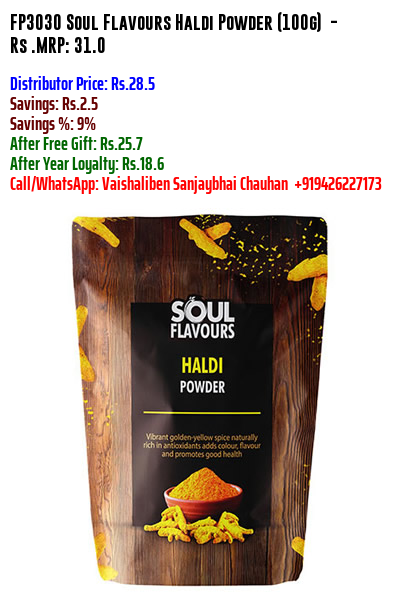 FP3030 Soul Flavours Haldi Powder (100g) -
Rs .MRP: 31.0
Distributor Price: Rs.28.5
Savings: Rs.2.5
Savings %: 9%
After Free Gift: Rs.25.7
After Year Loyalty: Rs.18.6
Call/WhatsApp: Vaishaliben Sanjaybhai Chauhan +919426227173
SOUL
FLAVOURS
HALDI
POWDER
Vibrant golden-yellow spice naturally
rich in antioxidants adds colour, flavour
and promotes good health